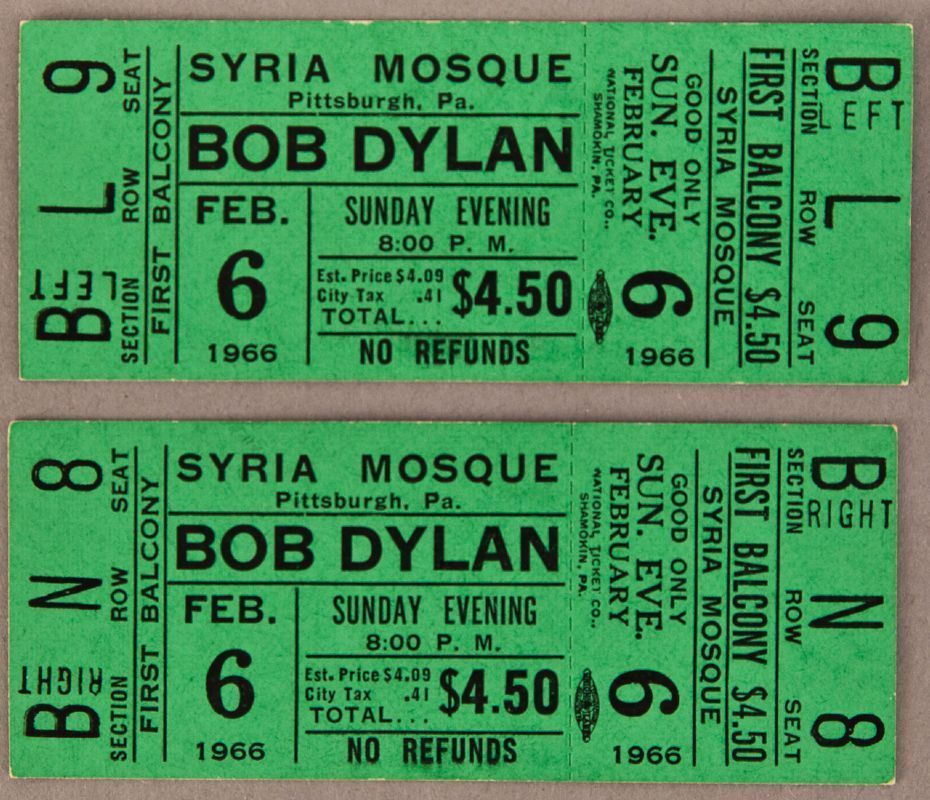 SEAT 9
ROW L
SECTION B
LEFT
FIRST BALCONY
SYRIA MOSQUE
Pittsburgh, Pa.
BOB DYLAN
FEB.
6
1966
SUNDAY EVENING
8:00 P. M.
Est. Price $4.09
City Tax .41
TOTAL... $4.50
NO REFUNDS
NATIONAL TICKET CO.,
SHAMOKIN, PA.
GOOD ONLY
SUN. EVE.
FEBRUARY
6
1966
SYRIA MOSQUE
FIRST BALCONY $4.50
SECTION ROW SEAT
B L 9
LEFT
SEAT 8
ROW N
SECTION B
RIGHT
FIRST BALCONY
SYRIA MOSQUE
Pittsburgh, Pa.
BOB DYLAN
FEB.
6
1966
SUNDAY EVENING
8:00 P. M.
Est. Price $4.09
City Tax .41
TOTAL... $4.50
NO REFUNDS
NATIONAL TICKET CO.,
SHAMOKIN, PA.
GOOD ONLY
SUN. EVE.
FEBRUARY
6
1966
SYRIA MOSQUE
FIRST BALCONY $4.50
SECTION ROW SEAT
B N 8
RIGHT